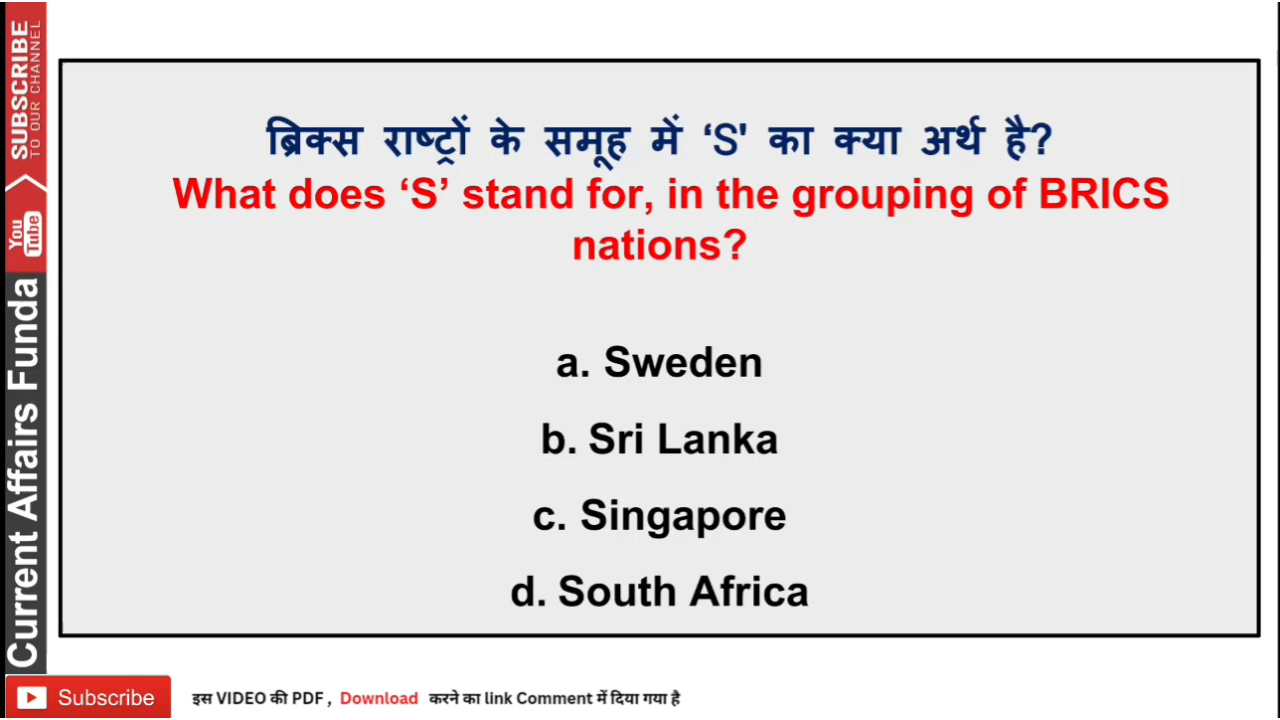 ब्रिक्स राष्ट्रों के समूह में ‘S' का क्या अर्थ है?
What does ‘S’ stand for, in the grouping of BRICS
nations?
a. Sweden
b. Sri Lanka
c. Singapore
d. South Africa
SUBSCRIBE
TO OUR CHANNEL
You
Tube
Current Affairs Funda
Subscribe
इस VIDEO की PDF , Download करने का link Comment में दिया गया है